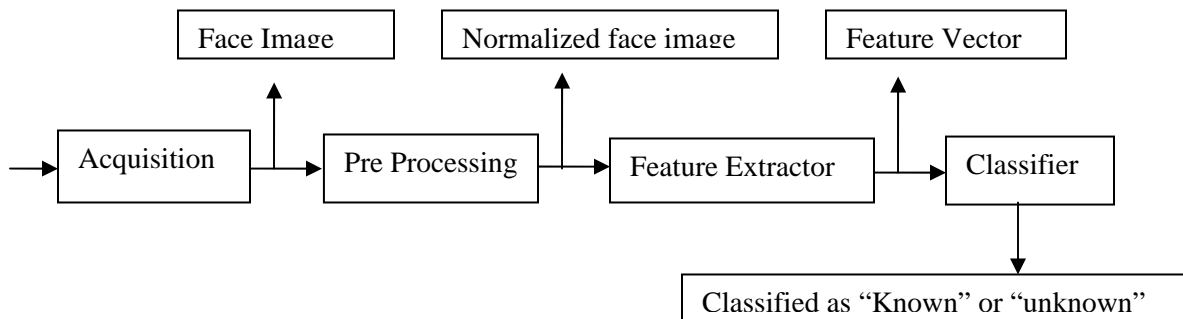 Face Image
Normalized face image
Feature Vector
Acquisition
Pre Processing
Feature Extractor
Classifier
Classified as “Known” or “unknown”